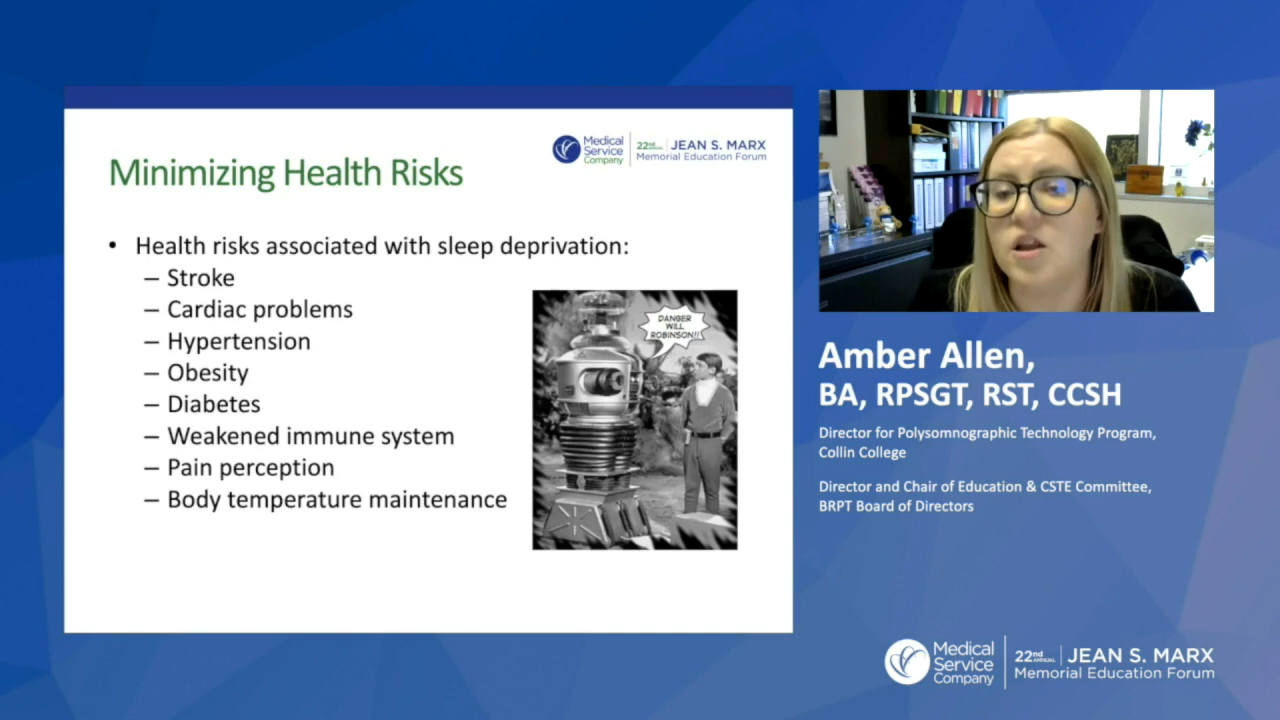 Minimizing Health Risks
Medical
Service
Company
22nd ANNUAL JEAN S. MARX
Memorial Education Forum
• Health risks associated with sleep deprivation:
– Stroke
– Cardiac problems
– Hypertension
– Obesity
– Diabetes
– Weakened immune system
– Pain perception
– Body temperature maintenance
DANGER
WILL
ROBINSON!!
Amber Allen,
BA, RPSGT, RST, CCSH
Director for Polysomnographic Technology Program,
Collin College
Director and Chair of Education & CSTE Committee,
BRPT Board of Directors
Medical
Service
Company
22nd ANNUAL JEAN S. MARX
Memorial Education Forum